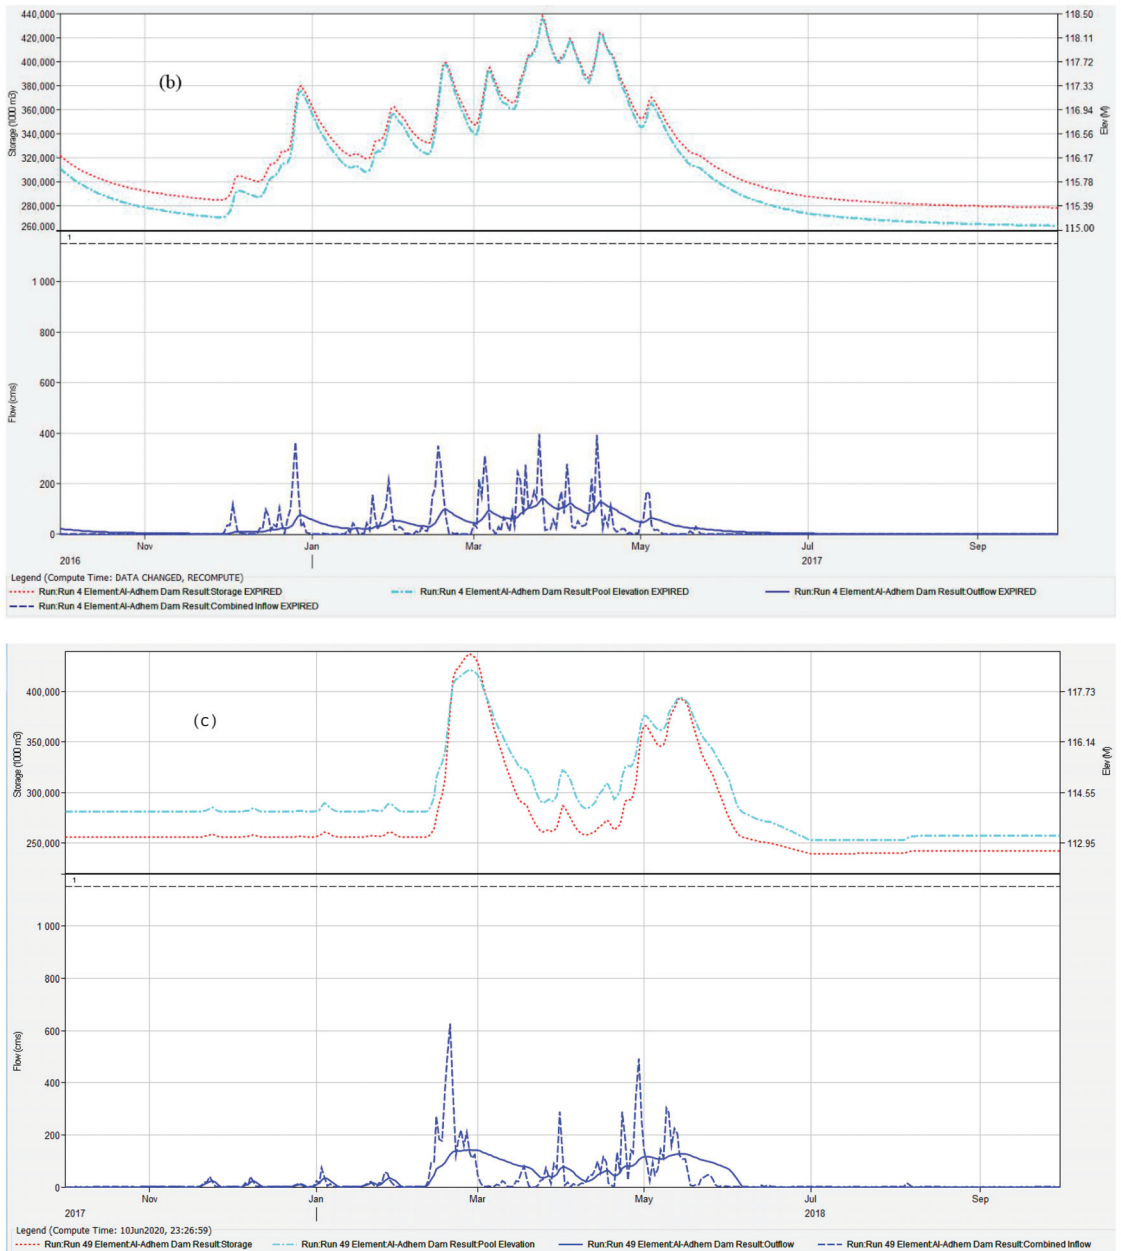 440,000
420,000
400,000
380,000
360,000
340,000
320,000
300,000
280,000
260,000
Storage (1000 m3)
(b)
118.50
118.11
117.72
117.33
116.94
116.56
116.17
115.78
115.39
115.00
Elev (M)
1
1 000
800
600
400
200
0
Flow (cms)
Nov Jan Mar May Jul Sep
2016 2017
Legend (Compute Time: DATA CHANGED, RECOMPUTE)
Run:Run 4 Element:Al-Adhem Dam Result:Storage EXPIRED Run:Run 4 Element:Al-Adhem Dam Result:Pool Elevation EXPIRED Run:Run 4 Element:Al-Adhem Dam Result:Outflow EXPIRED
Run:Run 4 Element:Al-Adhem Dam Result:Combined Inflow EXPIRED
400,000
350,000
300,000
250,000
Storage (1000 m3)
(c)
117.73
116.14
114.55
112.95
Elev (M)
1
1 000
800
600
400
200
0
Flow (cms)
Nov Jan Mar May Jul Sep
2017 2018
Legend (Compute Time: 10Jun2020, 23:26:59)
Run:Run 49 Element:Al-Adhem Dam Result:Storage Run:Run 49 Element:Al-Adhem Dam Result:Pool Elevation Run:Run 49 Element:Al-Adhem Dam Result:Outflow Run:Run 49 Element:Al-Adhem Dam Result:Combined Inflow